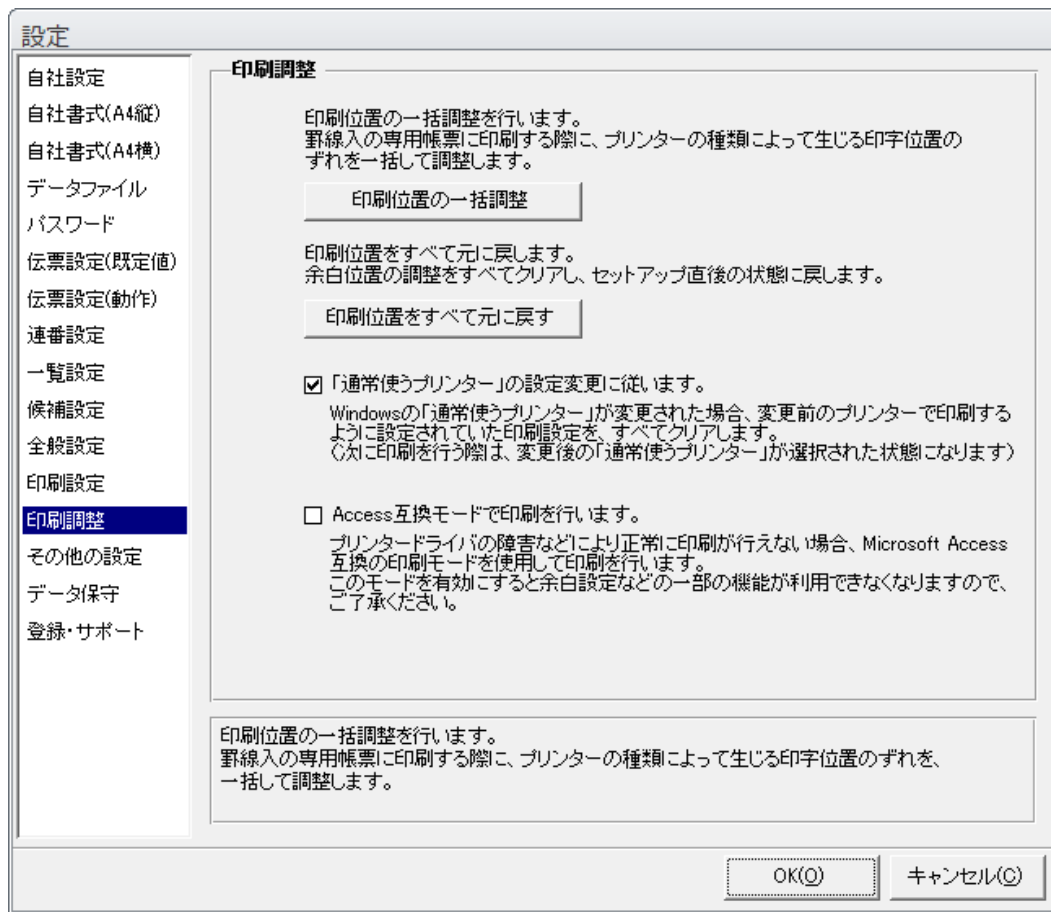 設定
自社設定
自社書式(A4縦)
自社書式(A4横)
データファイル
パスワード
伝票設定(既定値)
伝票設定(動作)
連番設定
一覧設定
候補設定
全般設定
印刷設定
印刷調整
その他の設定
データ保守
登録・サポート
印刷調整
印刷位置の一括調整を行います。
罫線入の専用帳票に印刷する際に、プリンターの種類によって生じる印字位置の
ずれを一括して調整します。
印刷位置の一括調整
印刷位置をすべて元に戻します。
余白位置の調整をすべてクリアし、セットアップ直後の状態に戻します。
印刷位置をすべて元に戻す
「通常使うプリンター」の設定変更に従います。
Windowsの「通常使うプリンター」が変更された場合、変更前のプリンターで印刷する
ように設定されていた印刷設定を、すべてクリアします。
(次に印刷を行う際は、変更後の「通常使うプリンター」が選択された状態になります)
Access互換モードで印刷を行います。
プリンタードライバの障害などにより正常に印刷が行えない場合、Microsoft Access
互換の印刷モードを使用して印刷を行います。
このモードを有効にすると余白設定などの一部の機能が利用できなくなりますので、
ご了承ください。
印刷位置の一括調整を行います。
罫線入の専用帳票に印刷する際に、プリンターの種類によって生じる印字位置のずれを、
一括して調整します。
OK(O)
キャンセル(C)